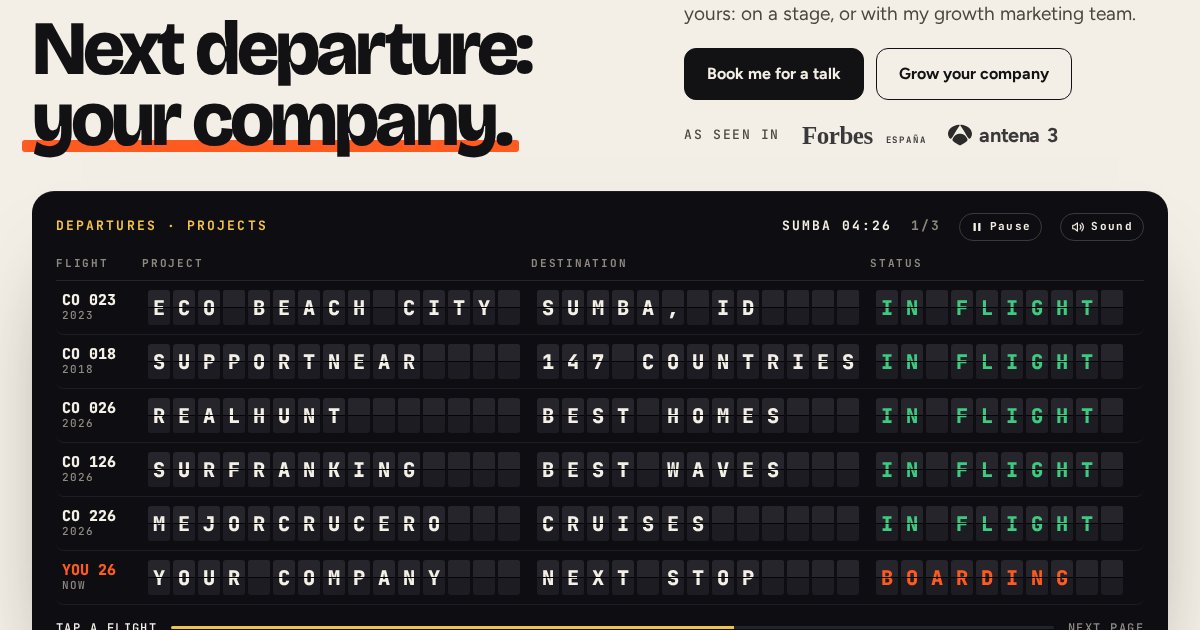 yours: on a stage, or with my growth marketing team.
Next departure:
your company.
Book me for a talk
Grow your company
AS SEEN IN Forbes ESPAÑA antena 3
DEPARTURES · PROJECTS
SUMBA 04:26 1/3 Pause Sound
FLIGHT PROJECT DESTINATION STATUS
CO 023 ECO BEACH CITY SUMBA, ID IN FLIGHT
2023
CO 018 SUPPORTNEAR 147 COUNTRIES IN FLIGHT
2018
CO 026 REALHUNT BEST HOMES IN FLIGHT
2026
CO 126 SURFRANKING BEST WAVES IN FLIGHT
2026
CO 226 MEJORCRUCERO CRUISES IN FLIGHT
2026
YOU 26 YOUR COMPANY NEXT STOP BOARDING
NOW
TAP A FLIGHT NEXT PAGE